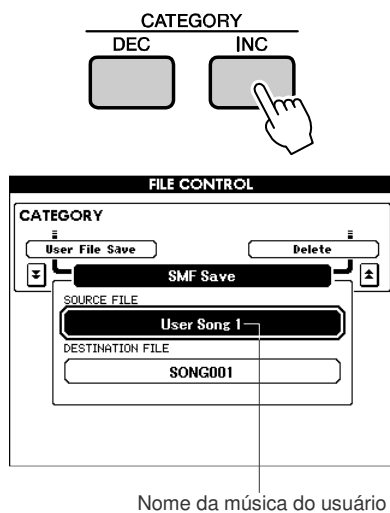 CATEGORY
DEC INC
FILE CONTROL
CATEGORY
User File Save Delete
SMF Save
SOURCE FILE
User Song 1
DESTINATION FILE
SONG001
Nome da música do usuário